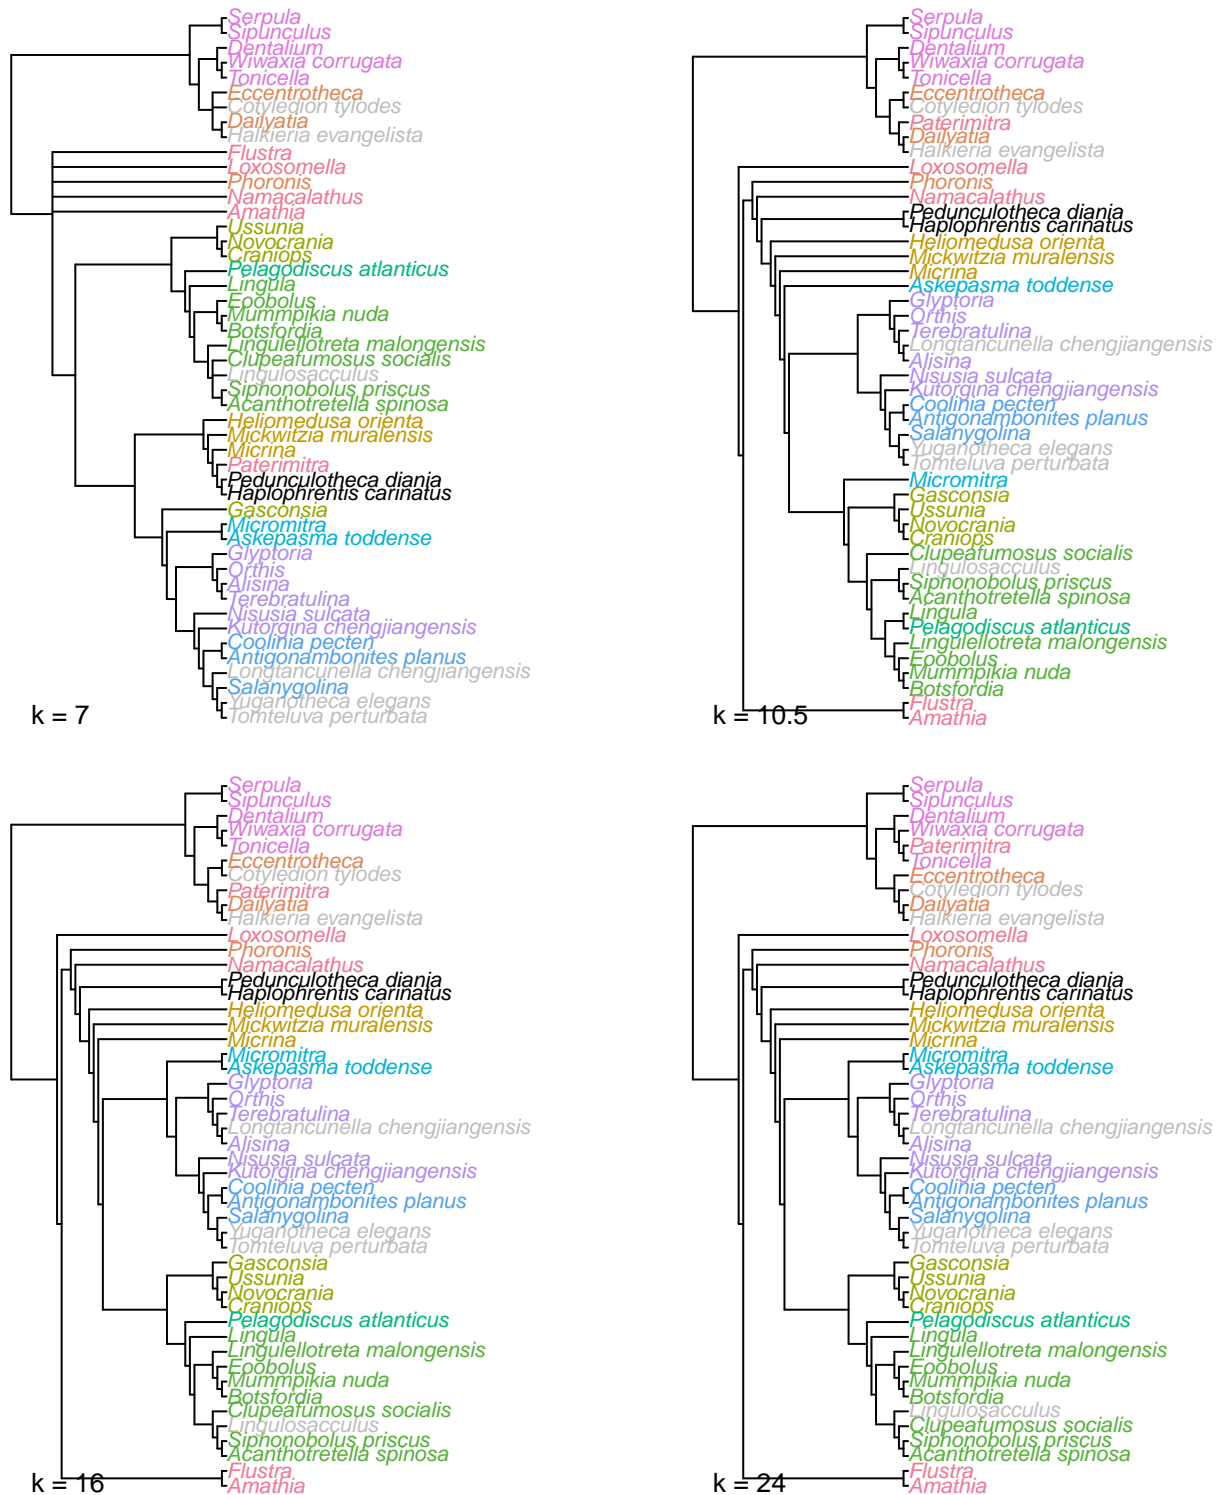 Serpula
Sipunculus
Dentalium
Wiwaxia corrugata
Tonicella
Eccentrotheca
Cotyledion tylodes
Dailyatia
Halkieria evangelista
Flustra
Loxosomella
Phoronis
Namacalathus
Amathia
Ussunia
Novocrania
Craniops
Pelagodiscus atlanticus
Lingula
Eoobolus
Mummpikia nuda
Botsfordia
Lingulellotreta malongensis
Clupeafumosus socialis
Lingulosacculus
Siphonobolus priscus
Acanthotretella spinosa
Heliomedusa orienta
Mickwitzia muralensis
Micrina
Paterimitra
Pedunculotheca diania
Haplophrentis carinatus
Gasconsia
Micromitra
Askepasma toddense
Glyptoria
Orthis
Alisina
Terebratulina
Nisusia sulcata
Kutorgina chengjiangensis
Coolinia pecten
Antigonambonites planus
Longtancunella chengjiangensis
Salanygolina
Yuganotheca elegans
Tomteluva perturbata
k = 7
Serpula
Sipunculus
Dentalium
Wiwaxia corrugata
Tonicella
Eccentrotheca
Cotyledion tylodes
Paterimitra
Dailyatia
Halkieria evangelista
Loxosomella
Phoronis
Namacalathus
Pedunculotheca diania
Haplophrentis carinatus
Heliomedusa orienta
Mickwitzia muralensis
Micrina
Askepasma toddense
Glyptoria
Orthis
Terebratulina
Longtancunella chengjiangensis
Alisina
Nisusia sulcata
Kutorgina chengjiangensis
Coolinia pecten
Antigonambonites planus
Salanygolina
Yuganotheca elegans
Tomteluva perturbata
Micromitra
Gasconsia
Ussunia
Novocrania
Craniops
Clupeafumosus socialis
Lingulosacculus
Siphonobolus priscus
Acanthotretella spinosa
Lingula
Pelagodiscus atlanticus
Lingulellotreta malongensis
Eoobolus
Mummpikia nuda
Botsfordia
Flustra
Amathia
k = 10.5
Serpula
Sipunculus
Dentalium
Wiwaxia corrugata
Tonicella
Eccentrotheca
Cotyledion tylodes
Paterimitra
Dailyatia
Halkieria evangelista
Loxosomella
Phoronis
Namacalathus
Pedunculotheca diania
Haplophrentis carinatus
Heliomedusa orienta
Mickwitzia muralensis
Micrina
Micromitra
Askepasma toddense
Glyptoria
Orthis
Terebratulina
Longtancunella chengjiangensis
Alisina
Nisusia sulcata
Kutorgina chengjiangensis
Coolinia pecten
Antigonambonites planus
Salanygolina
Yuganotheca elegans
Tomteluva perturbata
Gasconsia
Ussunia
Novocrania
Craniops
Pelagodiscus atlanticus
Lingula
Lingulellotreta malongensis
Eoobolus
Mummpikia nuda
Botsfordia
Clupeafumosus socialis
Lingulosacculus
Siphonobolus priscus
Acanthotretella spinosa
Flustra
Amathia
k = 16
Serpula
Sipunculus
Dentalium
Wiwaxia corrugata
Paterimitra
Tonicella
Eccentrotheca
Cotyledion tylodes
Dailyatia
Halkieria evangelista
Loxosomella
Phoronis
Namacalathus
Pedunculotheca diania
Haplophrentis carinatus
Heliomedusa orienta
Mickwitzia muralensis
Micrina
Micromitra
Askepasma toddense
Glyptoria
Orthis
Terebratulina
Longtancunella chengjiangensis
Alisina
Nisusia sulcata
Kutorgina chengjiangensis
Coolinia pecten
Antigonambonites planus
Salanygolina
Yuganotheca elegans
Tomteluva perturbata
Gasconsia
Ussunia
Novocrania
Craniops
Pelagodiscus atlanticus
Lingula
Lingulellotreta malongensis
Eoobolus
Mummpikia nuda
Botsfordia
Lingulosacculus
Clupeafumosus socialis
Siphonobolus priscus
Acanthotretella spinosa
Flustra
Amathia
k = 24